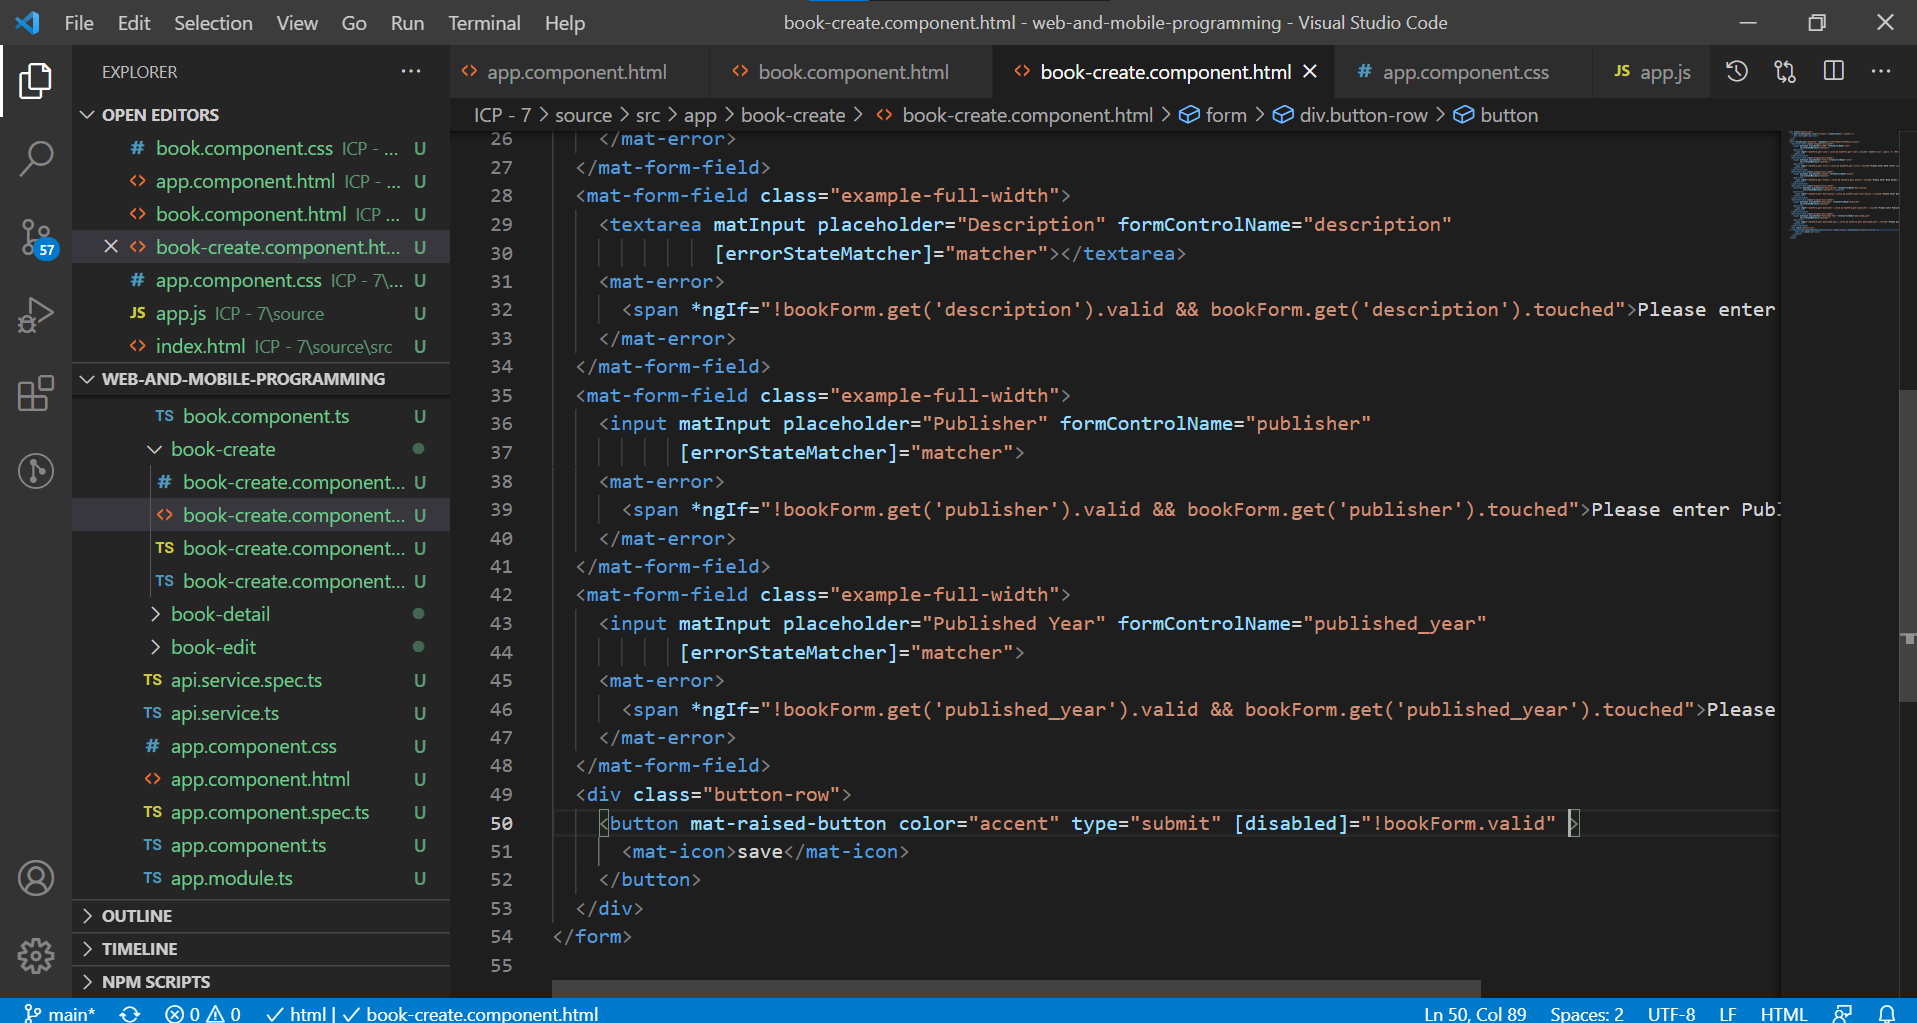 File Edit Selection View Go Run Terminal Help book-create.component.html - web-and-mobile-programming - Visual Studio Code
EXPLORER
OPEN EDITORS
# book.component.css ICP - ... U
<> app.component.html ICP - ... U
<> book.component.html ICP ... U
<> book-create.component.ht... U
# app.component.css ICP - 7\... U
JS app.js ICP - 7\source U
<> index.html ICP - 7\source\src U
WEB-AND-MOBILE-PROGRAMMING
TS book.component.ts U
book-create
# book-create.component... U
<> book-create.component... U
TS book-create.component... U
TS book-create.component... U
book-detail
book-edit
TS api.service.spec.ts U
TS api.service.ts U
# app.component.css U
<> app.component.html U
TS app.component.spec.ts U
TS app.component.ts U
TS app.module.ts U
OUTLINE
TIMELINE
NPM SCRIPTS
57
<> app.component.html <> book.component.html <> book-create.component.html # app.component.css JS app.js
ICP - 7 > source > src > app > book-create > <> book-create.component.html > form > div.button-row > button
26 </mat-error>
27 </mat-form-field>
28 <mat-form-field class="example-full-width">
29 <textarea matInput placeholder="Description" formControlName="description"
30 [errorStateMatcher]="matcher"></textarea>
31 <mat-error>
32 <span *ngIf="!bookForm.get('description').valid && bookForm.get('description').touched">Please enter
33 </mat-error>
34 </mat-form-field>
35 <mat-form-field class="example-full-width">
36 <input matInput placeholder="Publisher" formControlName="publisher"
37 [errorStateMatcher]="matcher">
38 <mat-error>
39 <span *ngIf="!bookForm.get('publisher').valid && bookForm.get('publisher').touched">Please enter Publ
40 </mat-error>
41 </mat-form-field>
42 <mat-form-field class="example-full-width">
43 <input matInput placeholder="Published Year" formControlName="published_year"
44 [errorStateMatcher]="matcher">
45 <mat-error>
46 <span *ngIf="!bookForm.get('published_year').valid && bookForm.get('published_year').touched">Please
47 </mat-error>
48 </mat-form-field>
49 <div class="button-row">
50 <button mat-raised-button color="accent" type="submit" [disabled]="!bookForm.valid" >
51 <mat-icon>save</mat-icon>
52 </button>
53 </div>
54 </form>
55
main* 0 0 html | book-create.component.html Ln 50, Col 89 Spaces: 2 UTF-8 LF HTML